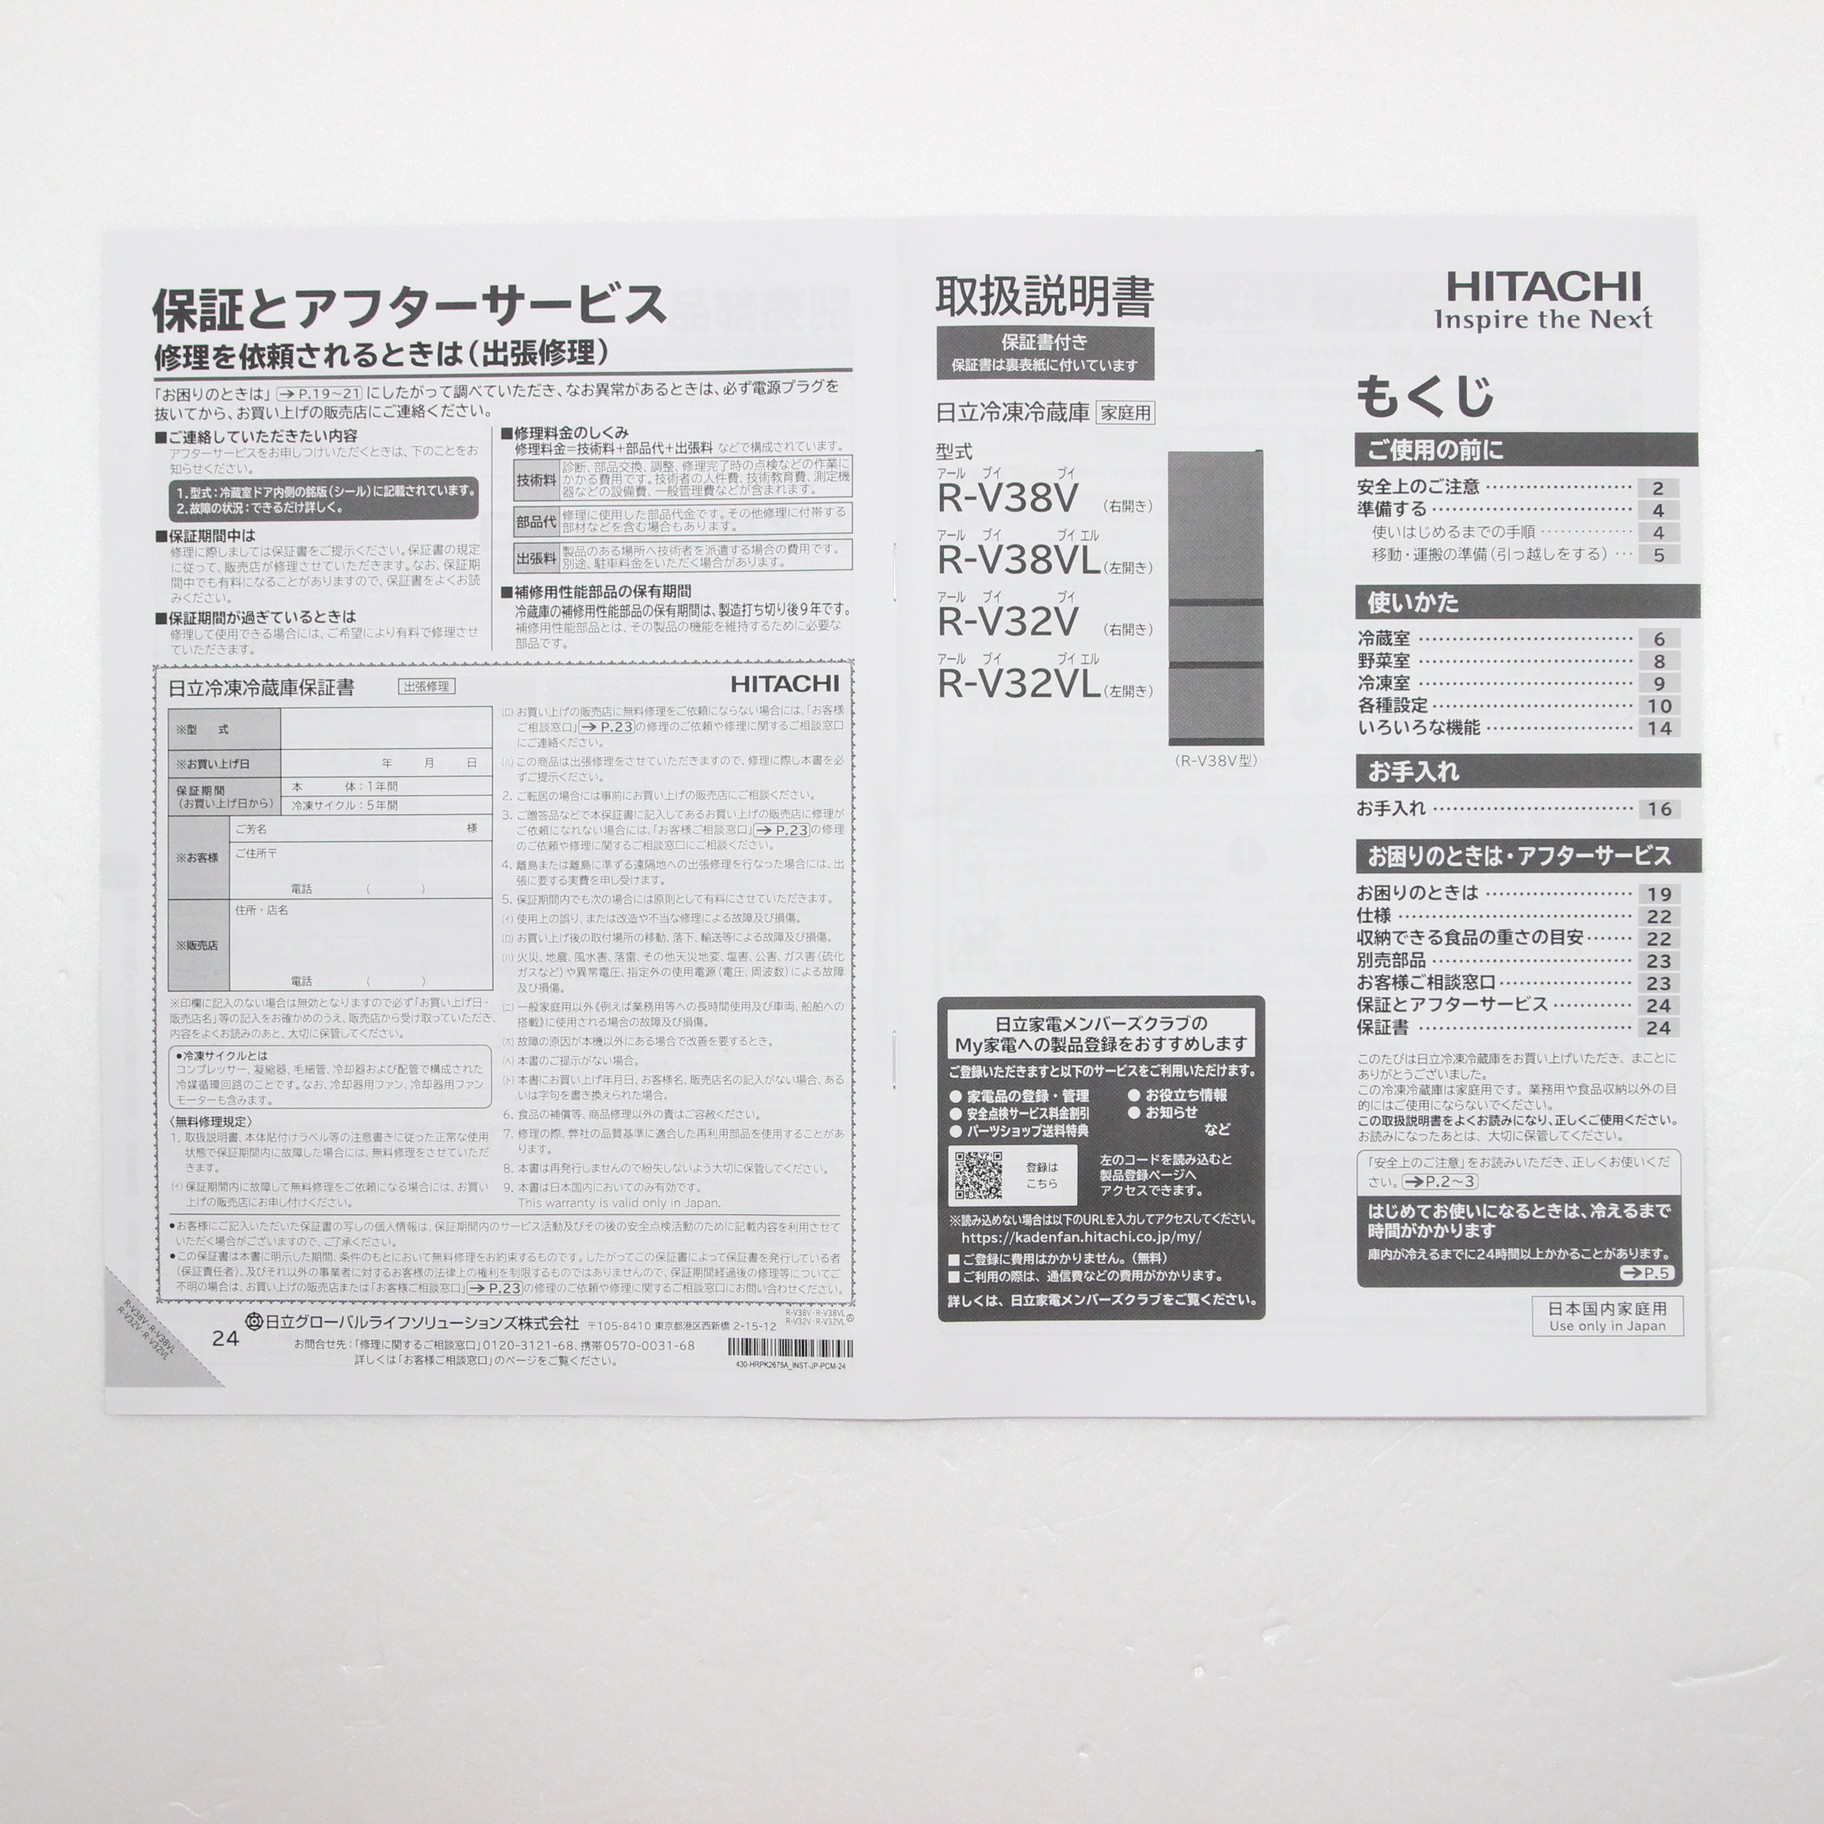 保証とアフターサービス
修理を依頼されるときは（出張修理）
「お困りのときは」→P.19~21にしたがって調べていただき、なお異常があるときは、必ず電源プラグを
抜いてから、お買い上げの販売店にご連絡ください。
■ご連絡していただきたい内容
アフターサービスをお申しつけいただくときは、下のことをお
知らせください。
1.型式：冷蔵室ドア内側の銘版（シール）に記載されています。
2.故障の状況：できるだけ詳しく。
■保証期間中は
修理に際しましては保証書をご提示ください。保証書の規定
に従って、販売店が修理させていただきます。なお、保証期
間中でも有料になることがありますので、保証書をよくお読
みください。
■保証期間が過ぎているときは
修理して使用できる場合には、ご希望により有料で修理させ
ていただきます。
■修理料金のしくみ
修理料金＝技術料＋部品代＋出張料 などで構成されています。
技術料
診断、部品交換、調整、修理完了時の点検などの作業に
かかる費用です。技術者の人件費、技術教育費、測定機
器などの設備費、一般管理費などが含まれます。
部品代
修理に使用した部品代金です。その他修理に付帯する
部材などを含む場合もあります。
出張料
製品のある場所へ技術者を派遣する場合の費用です。
別途、駐車料金をいただく場合があります。
■補修用性能部品の保有期間
冷蔵庫の補修用性能部品の保有期間は、製造打ち切り後9年です。
補修用性能部品とは、その製品の機能を維持するために必要な
部品です。
日立冷凍冷蔵庫保証書 出張修理 HITACHI
※型 式
※お買い上げ日 年 月 日
保証期間
（お買い上げ日から）
本 体：1年間
冷凍サイクル：5年間
※お客様
ご芳名 様
ご住所〒
電話 （ ）
※販売店
住所・店名
電話 （ ）
※印欄に記入のない場合は無効となりますので必ず「お買い上げ日・
販売店名」等の記入をお確かめのうえ、販売店から受け取っていただき、
内容をよくお読みのあと、大切に保管してください。
●冷凍サイクルとは
コンプレッサー、凝縮器、毛細管、冷却器および配管で構成された
冷媒循環回路のことです。なお、冷却器用ファン、冷却器用ファン
モーターも含みます。
〈無料修理規定〉
1. 取扱説明書、本体貼付けラベル等の注意書きに従った正常な使用
状態で保証期間内に故障した場合には、無料修理をさせていただ
きます。
(ｲ) 保証期間内に故障して無料修理をご依頼になる場合には、お買い
上げの販売店にお申し付けください。
(ﾛ) お買い上げの販売店に無料修理をご依頼にならない場合には、「お客様
ご相談窓口」→P.23の修理のご依頼や修理に関するご相談窓口
にご連絡ください。
(ﾊ) この商品は出張修理をさせていただきますので、修理に際し本書を必
ずご提示ください。
2. ご転居の場合には事前にお買い上げの販売店にご相談ください。
3. ご贈答品などで本保証書に記入してあるお買い上げの販売店に修理が
ご依頼になれない場合には、「お客様ご相談窓口」→P.23の修理
のご依頼や修理に関するご相談窓口にご相談ください。
4. 離島または離島に準ずる遠隔地への出張修理を行なった場合には、出
張に要する実費を申し受けます。
5. 保証期間内でも次の場合には原則として有料にさせていただきます。
(ｲ) 使用上の誤り、または改造や不当な修理による故障及び損傷。
(ﾛ) お買い上げ後の取付場所の移動、落下、輸送等による故障及び損傷。
(ﾊ) 火災、地震、風水害、落雷、その他天災地変、塩害、公害、ガス害（硫化
ガスなど）や異常電圧、指定外の使用電源（電圧、周波数）による故障
及び損傷。
(ﾆ) 一般家庭用以外《例えば業務用等への長時間使用及び車両、船舶への
搭載》に使用される場合の故障及び損傷。
(ﾎ) 故障の原因が本機以外にある場合で改善を要するとき。
(ﾍ) 本書のご提示がない場合。
(ﾄ) 本書にお買い上げ年月日、お客様名、販売店名の記入がない場合、ある
いは字句を書き換えられた場合。
6. 食品の補償等、商品修理以外の責はご容赦ください。
7. 修理の際、弊社の品質基準に適合した再利用部品を使用することがあ
ります。
8. 本書は再発行しませんので紛失しないよう大切に保管してください。
9. 本書は日本国内においてのみ有効です。
This warranty is valid only in Japan.
●お客様にご記入いただいた保証書の写しの個人情報は、保証期間内のサービス活動及びその後の安全点検活動のために記載内容を利用させて
いただく場合がございますので、ご了承ください。
●この保証書は本書に明示した期間、条件のもとにおいて無料修理をお約束するものです。したがってこの保証書によって保証書を発行している者
（保証責任者）、及びそれ以外の事業者に対するお客様の法律上の権利を制限するものではありませんので、保証期間経過後の修理等についてご
不明の場合は、お買い上げの販売店または「お客様ご相談窓口」→P.23の修理のご依頼や修理に関するご相談窓口にお問い合わせください。
R-V38V・R-V38VL
R-V32V・R-V32VL
24
日立グローバルライフソリューションズ株式会社 〒105-8410 東京都港区西新橋 2-15-12
R-V38V・R-V38VL
R-V32V・R-V32VL Ⓐ
お問合せ先：「修理に関するご相談窓口」0120-3121-68、携帯0570-0031-68
詳しくは「お客様ご相談窓口」のページをご覧ください。
430-HRPK2675A_INST-JP-PCM-24
取扱説明書
保証書付き
保証書は裏表紙に付いています
日立冷凍冷蔵庫 家庭用
型式
アール ブイ ブイ
R-V38V （右開き）
アール ブイ ブイ エル
R-V38VL（左開き）
アール ブイ ブイ
R-V32V （右開き）
アール ブイ ブイ エル
R-V32VL（左開き）
（R-V38V型）
日立家電メンバーズクラブの
My家電への製品登録をおすすめします
ご登録いただきますと以下のサービスをご利用いただけます。
● 家電品の登録・管理 ● お役立ち情報
● 安全点検サービス料金割引 ● お知らせ
● パーツショップ送料特典 など
登録は
こちら
左のコードを読み込むと
製品登録ページへ
アクセスできます。
※読み込めない場合は以下のURLを入力してアクセスしてください。
https://kadenfan.hitachi.co.jp/my/
■ ご登録に費用はかかりません。（無料）
■ ご利用の際は、通信費などの費用がかかります。
詳しくは、日立家電メンバーズクラブをご覧ください。
HITACHI
Inspire the Next
もくじ
ご使用の前に
安全上のご注意 2
準備する 4
使いはじめるまでの手順 4
移動・運搬の準備（引っ越しをする） 5
使いかた
冷蔵室 6
野菜室 8
冷凍室 9
各種設定 10
いろいろな機能 14
お手入れ
お手入れ 16
お困りのときは・アフターサービス
お困りのときは 19
仕様 22
収納できる食品の重さの目安 22
別売部品 23
お客様ご相談窓口 23
保証とアフターサービス 24
保証書 24
このたびは日立冷凍冷蔵庫をお買い上げいただき、まことに
ありがとうございました。
この冷凍冷蔵庫は家庭用です。業務用や食品収納以外の目
的にはご使用にならないでください。
この取扱説明書をよくお読みになり、正しくご使用ください。
お読みになったあとは、大切に保管してください。
「安全上のご注意」をお読みいただき、正しくお使いくだ
さい。→P.2~3
はじめてお使いになるときは、冷えるまで
時間がかかります
庫内が冷えるまでに24時間以上かかることがあります。
→P.5
日本国内家庭用
Use only in Japan